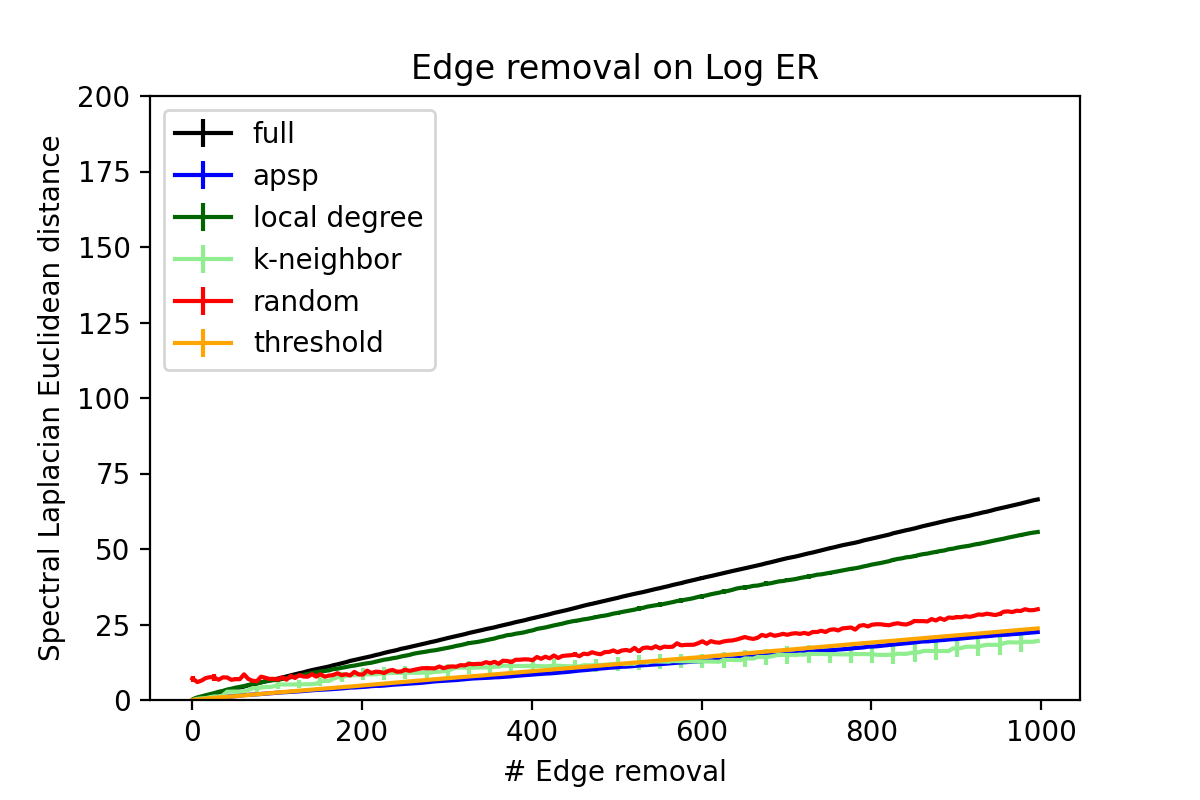 Edge removal on Log ER
Spectral Laplacian Euclidean distance
200
175
150
125
100
75
50
25
0
full
apsp
local degree
k-neighbor
random
threshold
0 200 400 600 800 1000
# Edge removal